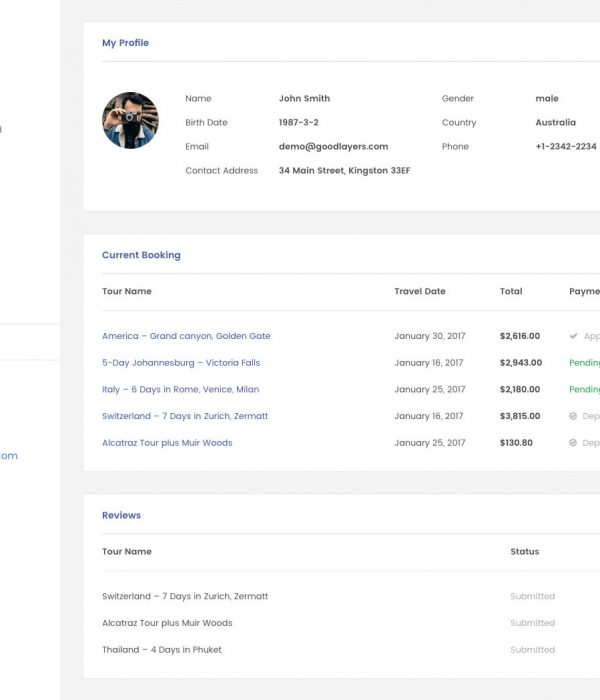 My Profile
Name John Smith Gender male
Birth Date 1987-3-2 Country Australia
Email demo@goodlayers.com Phone +1-2342-2234
Contact Address 34 Main Street, Kingston 33EF
Current Booking
Tour Name Travel Date Total Payme
America – Grand canyon, Golden Gate January 30, 2017 $2,616.00 App
5-Day Johannesburg – Victoria Falls January 16, 2017 $2,943.00 Pending
Italy – 6 Days in Rome, Venice, Milan January 25, 2017 $2,180.00 Pending
Switzerland – 7 Days in Zurich, Zermatt January 16, 2017 $3,815.00 Dep
.com
Alcatraz Tour plus Muir Woods January 25, 2017 $130.80 Dep
Reviews
Tour Name Status
Switzerland – 7 Days in Zurich, Zermatt Submitted
Alcatraz Tour plus Muir Woods Submitted
Thailand – 4 Days in Phuket Submitted